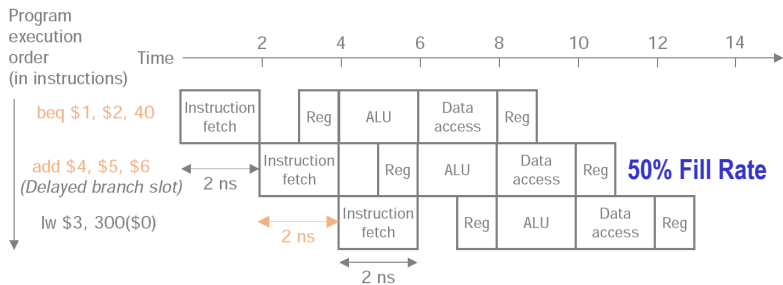 Program
execution
order
(in instructions)
Time
2 4 6 8 10 12 14
beq $1, $2, 40
Instruction fetch Reg ALU Data access Reg
add $4, $5, $6
(Delayed branch slot)
2 ns
Instruction fetch Reg ALU Data access Reg
50% Fill Rate
lw $3, 300($0)
2 ns
Instruction fetch Reg ALU Data access Reg
2 ns